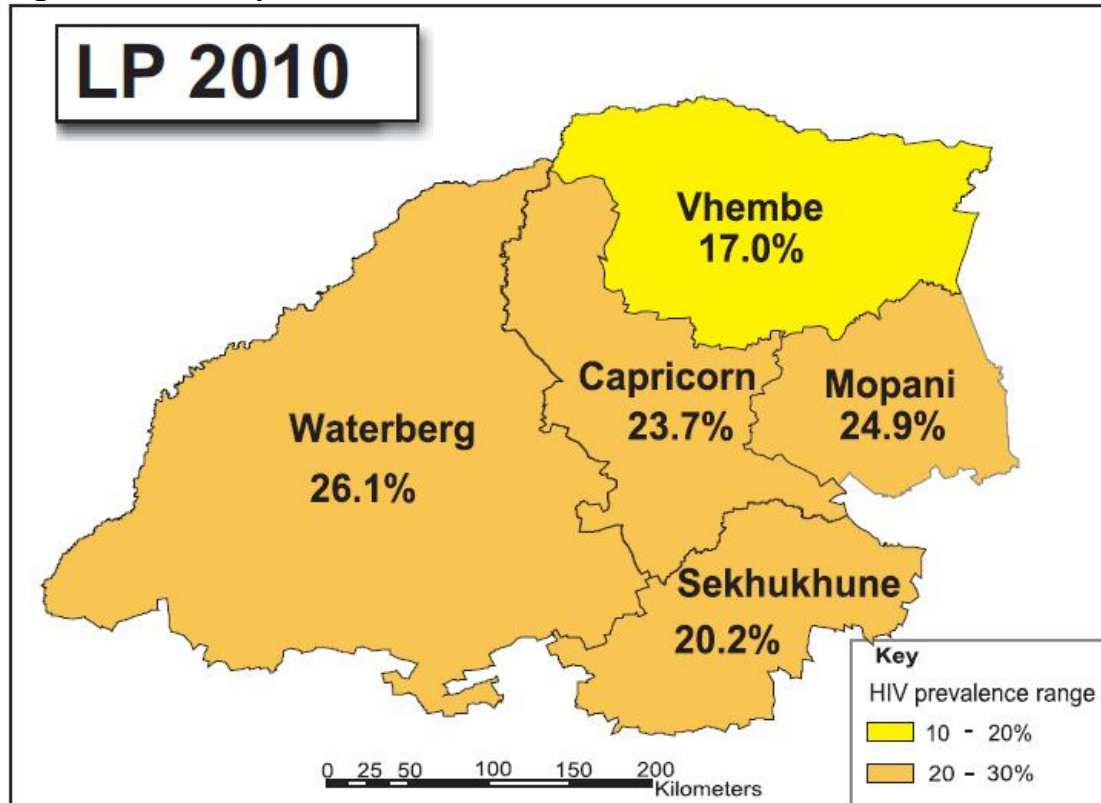 LP 2010
Vhembe
17.0%
Capricorn
23.7%
Mopani
24.9%
Waterberg
26.1%
Sekhukhune
20.2%
Key
HIV prevalence range
10 - 20%
20 - 30%
0 25 50 100 150 200
Kilometers